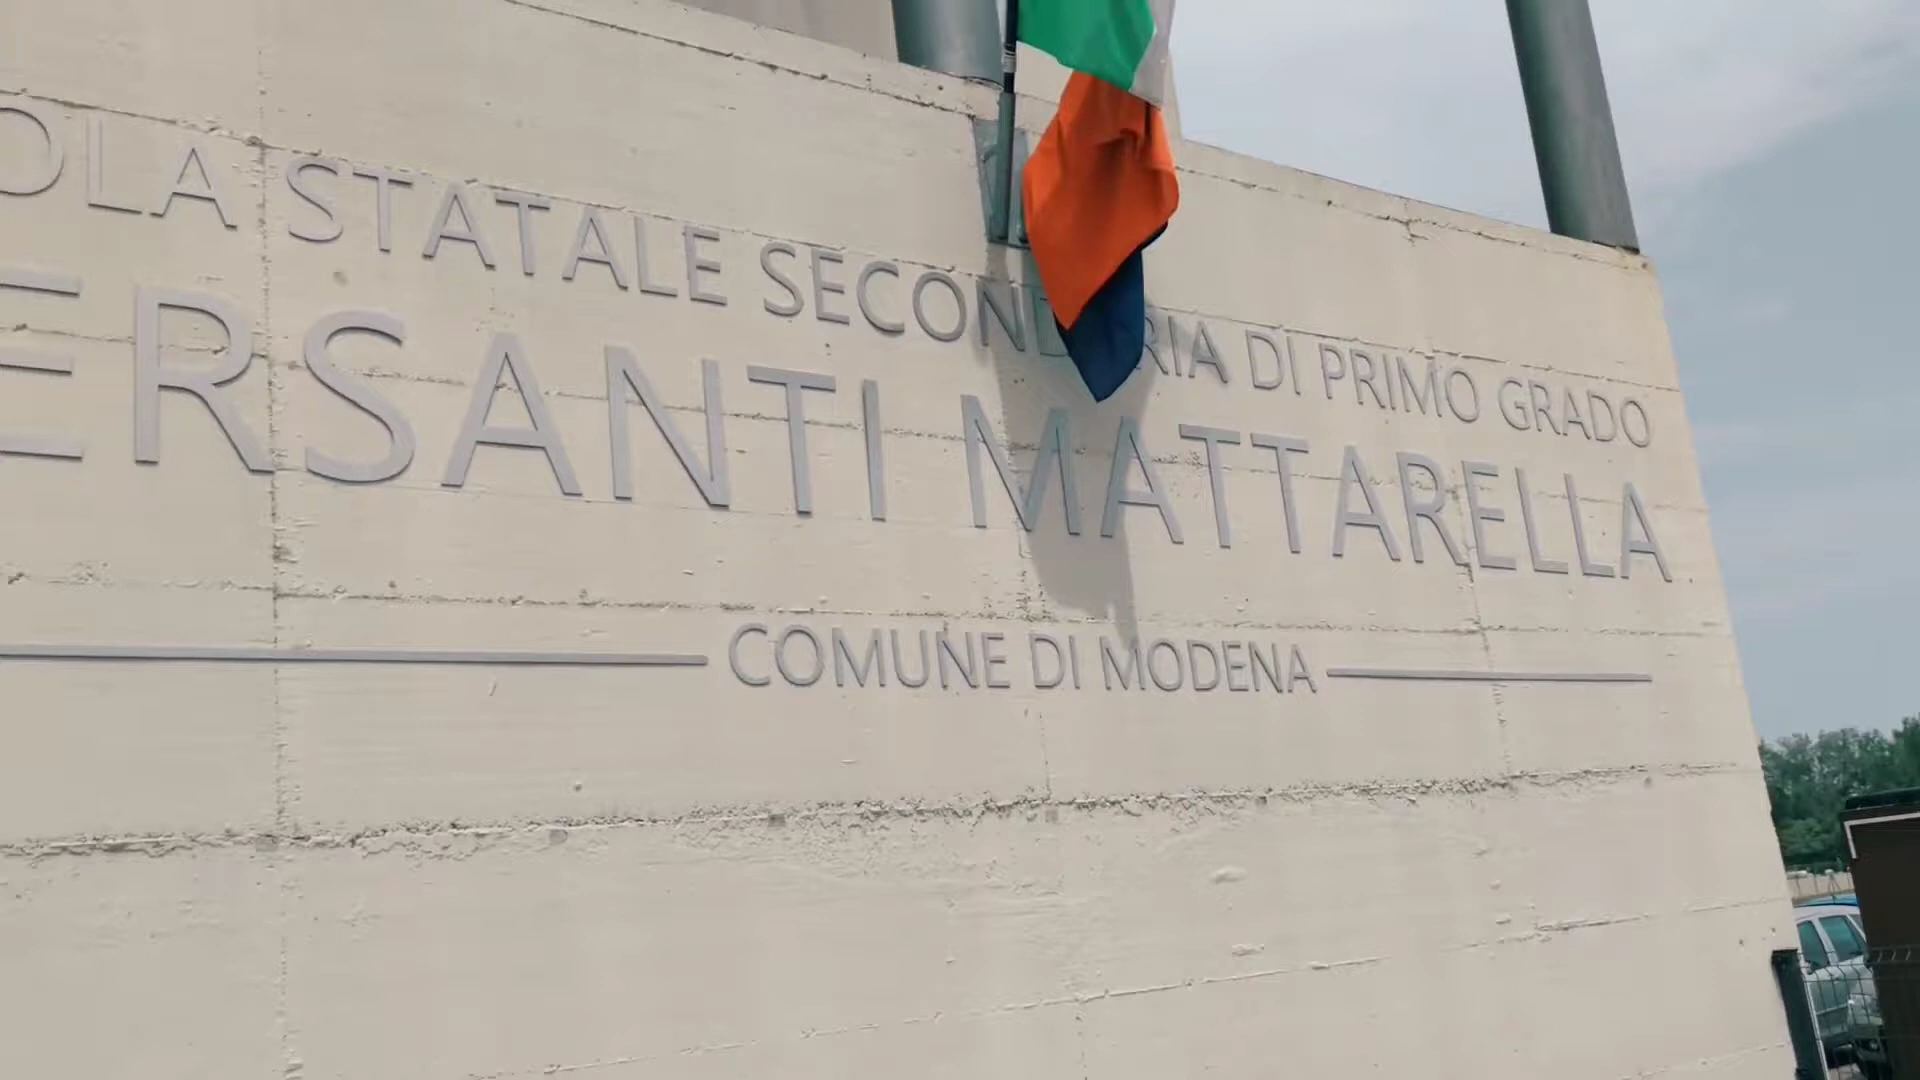 OLA STATALE SECONDARIA DI PRIMO GRADO
ERSANTI MATTARELLA
COMUNE DI MODENA